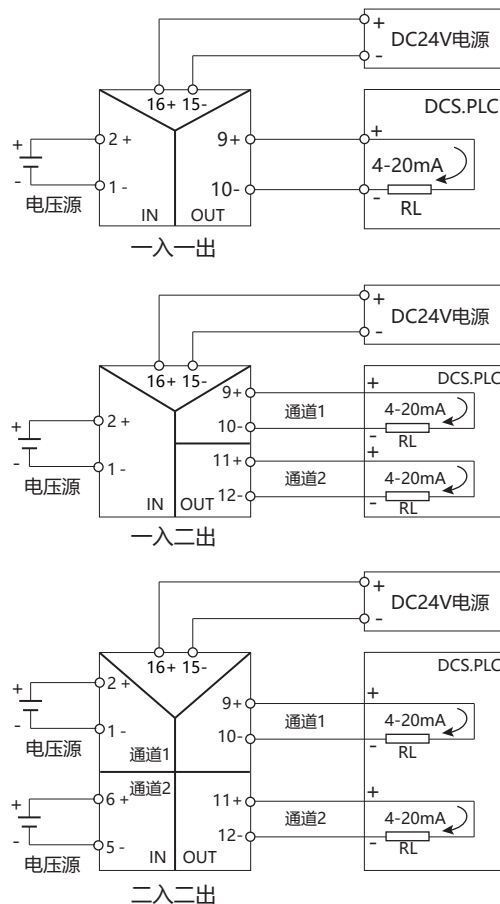 +
DC24V电源
-
16+ 15-
DCS.PLC
+ 2 + 9+ +
4-20mA
- 1 - 10- -
RL
电压源
IN OUT
一入一出
+
DC24V电源
-
16+ 15-
DCS.PLC
9+ +
+ 2 + 通道1 4-20mA
10- - RL
11+ +
- 1 - 通道2 4-20mA
电压源
12- - RL
IN OUT
一入二出
+
DC24V电源
-
16+ 15-
DCS.PLC
+ 2 +
9+ +
通道1 4-20mA
- 1 - 10- - RL
电压源 通道1
通道2
+ 6 + 11+ +
通道2 4-20mA
- 5 - 12- - RL
电压源 IN OUT
二入二出